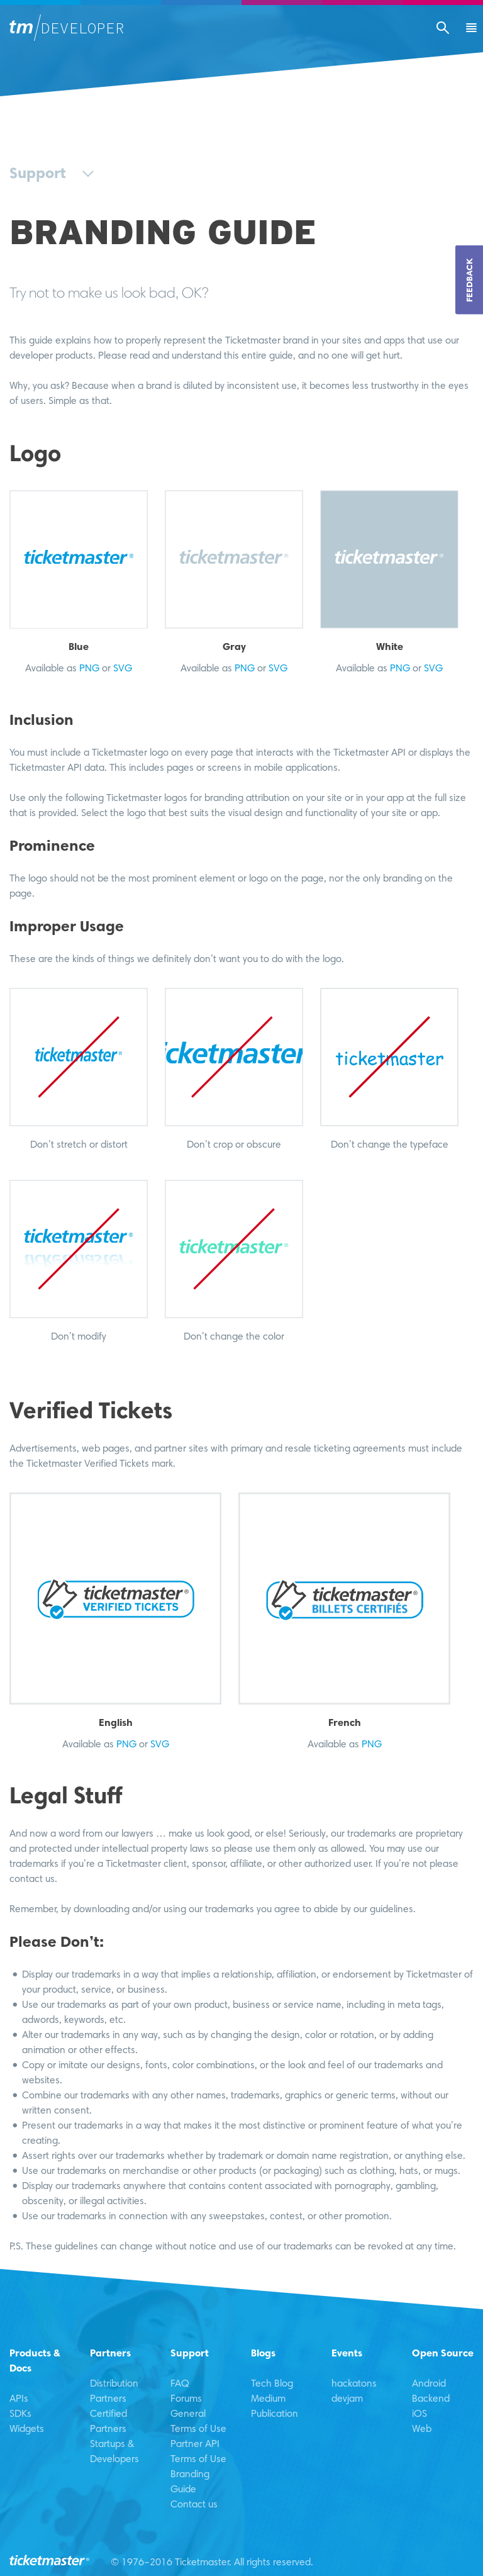 tm/DEVELOPER
Support
BRANDING GUIDE
FEEDBACK
Try not to make us look bad, OK?
This guide explains how to properly represent the Ticketmaster brand in your sites and apps that use our
developer products. Please read and understand this entire guide, and no one will get hurt.
Why, you ask? Because when a brand is diluted by inconsistent use, it becomes less trustworthy in the eyes
of users. Simple as that.
Logo
ticketmaster®
ticketmaster®
ticketmaster®
Blue
Gray
White
Available as PNG or SVG
Available as PNG or SVG
Available as PNG or SVG
Inclusion
You must include a Ticketmaster logo on every page that interacts with the Ticketmaster API or displays the
Ticketmaster API data. This includes pages or screens in mobile applications.
Use only the following Ticketmaster logos for branding attribution on your site or in your app at the full size
that is provided. Select the logo that best suits the visual design and functionality of your site or app.
Prominence
The logo should not be the most prominent element or logo on the page, nor the only branding on the
page.
Improper Usage
These are the kinds of things we definitely don't want you to do with the logo.
ticketmaster®
icketmaster
ticketmaster
Don't stretch or distort
Don't crop or obscure
Don't change the typeface
ticketmaster®
ticketmaster®
Don't modify
Don't change the color
Verified Tickets
Advertisements, web pages, and partner sites with primary and resale ticketing agreements must include
the Ticketmaster Verified Tickets mark.
ticketmaster®
VERIFIED TICKETS
ticketmaster®
BILLETS CERTIFIÉS
English
French
Available as PNG or SVG
Available as PNG
Legal Stuff
And now a word from our lawyers … make us look good, or else! Seriously, our trademarks are proprietary
and protected under intellectual property laws so please use them only as allowed. You may use our
trademarks if you're a Ticketmaster client, sponsor, affiliate, or other authorized user. If you're not please
contact us.
Remember, by downloading and/or using our trademarks you agree to abide by our guidelines.
Please Don't:
• Display our trademarks in a way that implies a relationship, affiliation, or endorsement by Ticketmaster of
your product, service, or business.
• Use our trademarks as part of your own product, business or service name, including in meta tags,
adwords, keywords, etc.
• Alter our trademarks in any way, such as by changing the design, color or rotation, or by adding
animation or other effects.
• Copy or imitate our designs, fonts, color combinations, or the look and feel of our trademarks and
websites.
• Combine our trademarks with any other names, trademarks, graphics or generic terms, without our
written consent.
• Present our trademarks in a way that makes it the most distinctive or prominent feature of what you're
creating.
• Assert rights over our trademarks whether by trademark or domain name registration, or anything else.
• Use our trademarks on merchandise or other products (or packaging) such as clothing, hats, or mugs.
• Display our trademarks anywhere that contains content associated with pornography, gambling,
obscenity, or illegal activities.
• Use our trademarks in connection with any sweepstakes, contest, or other promotion.
P.S. These guidelines can change without notice and use of our trademarks can be revoked at any time.
Products &
Docs
APIs
SDKs
Widgets
Partners
Distribution
Partners
Certified
Partners
Startups &
Developers
Support
FAQ
Forums
General
Terms of Use
Partner API
Terms of Use
Branding
Guide
Contact us
Blogs
Tech Blog
Medium
Publication
Events
hackatons
devjam
Open Source
Android
Backend
iOS
Web
ticketmaster®
© 1976-2016 Ticketmaster. All rights reserved.